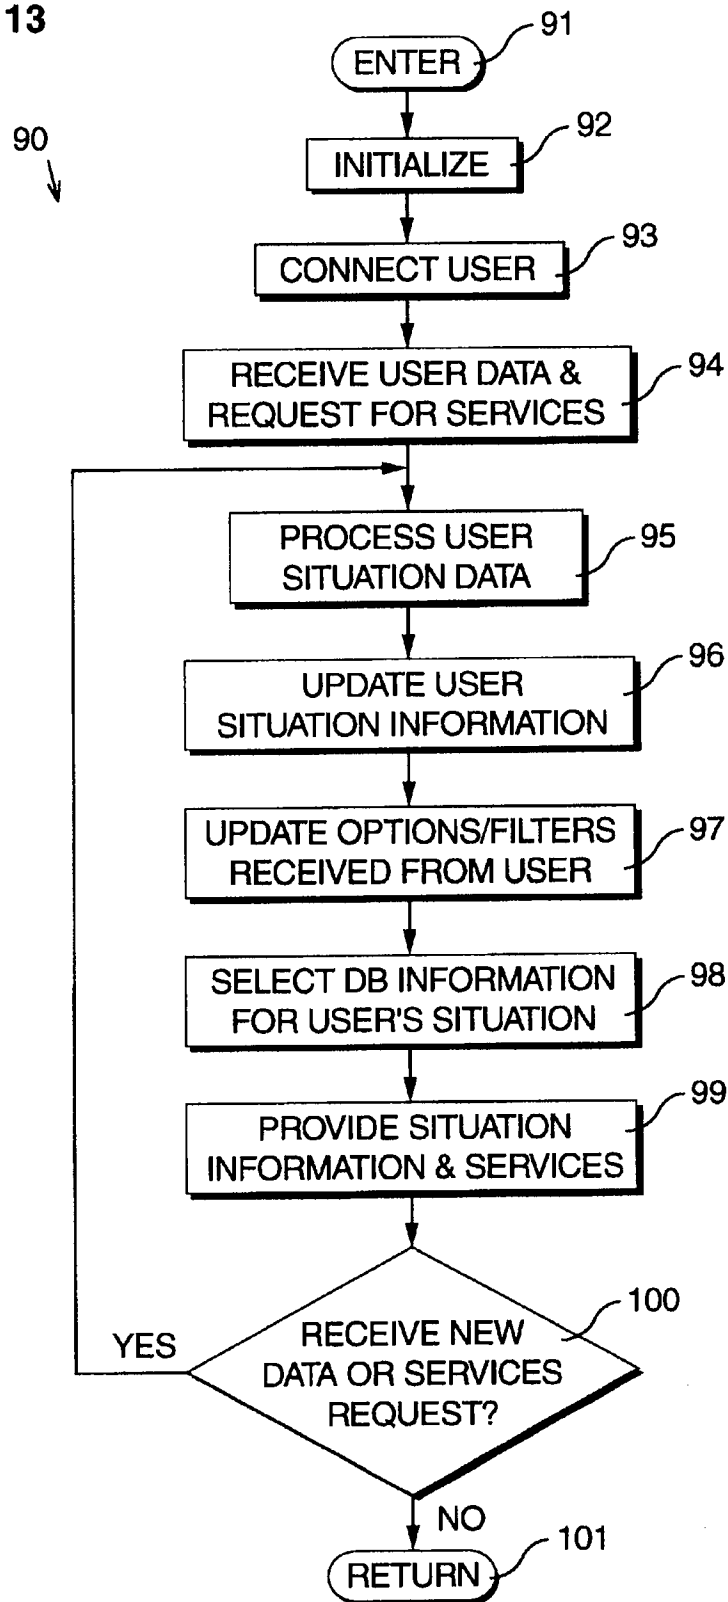 13
90
ENTER
91
INITIALIZE
92
CONNECT USER
93
RECEIVE USER DATA &
REQUEST FOR SERVICES
94
PROCESS USER
SITUATION DATA
95
UPDATE USER
SITUATION INFORMATION
96
UPDATE OPTIONS/FILTERS
RECEIVED FROM USER
97
SELECT DB INFORMATION
FOR USER'S SITUATION
98
PROVIDE SITUATION
INFORMATION & SERVICES
99
YES
RECEIVE NEW
DATA OR SERVICES
REQUEST?
100
NO
RETURN
101